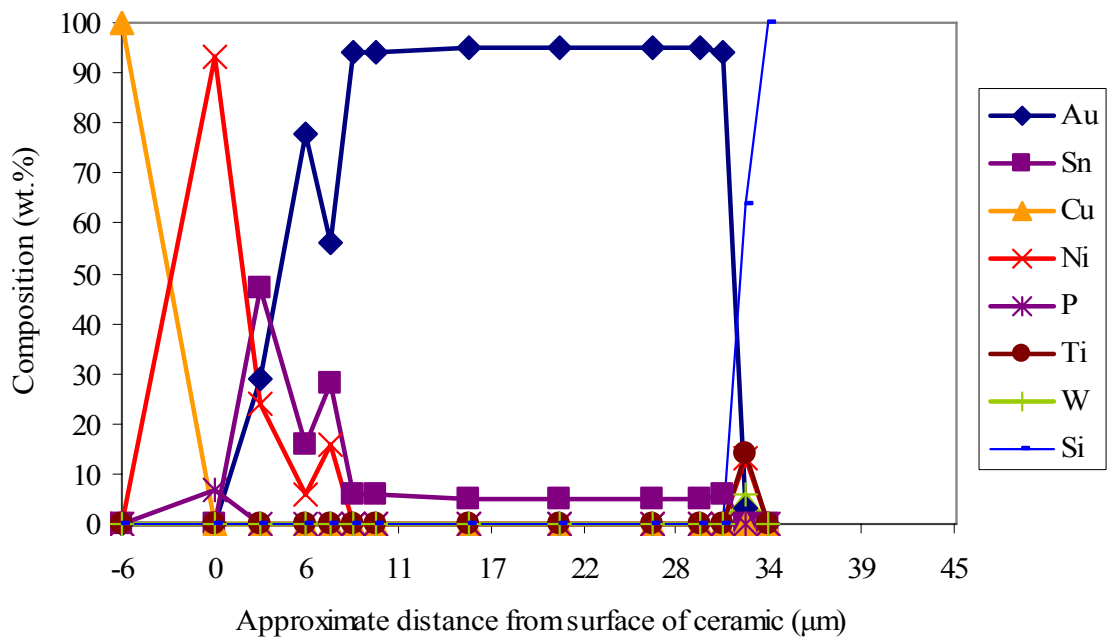 100
90
80
70
60
50
40
30
20
10
0
Composition (wt.%)
-6
0
6
11
17
22
28
34
39
45
Approximate distance from surface of ceramic (µm)
Au
Sn
Cu
Ni
P
Ti
W
Si